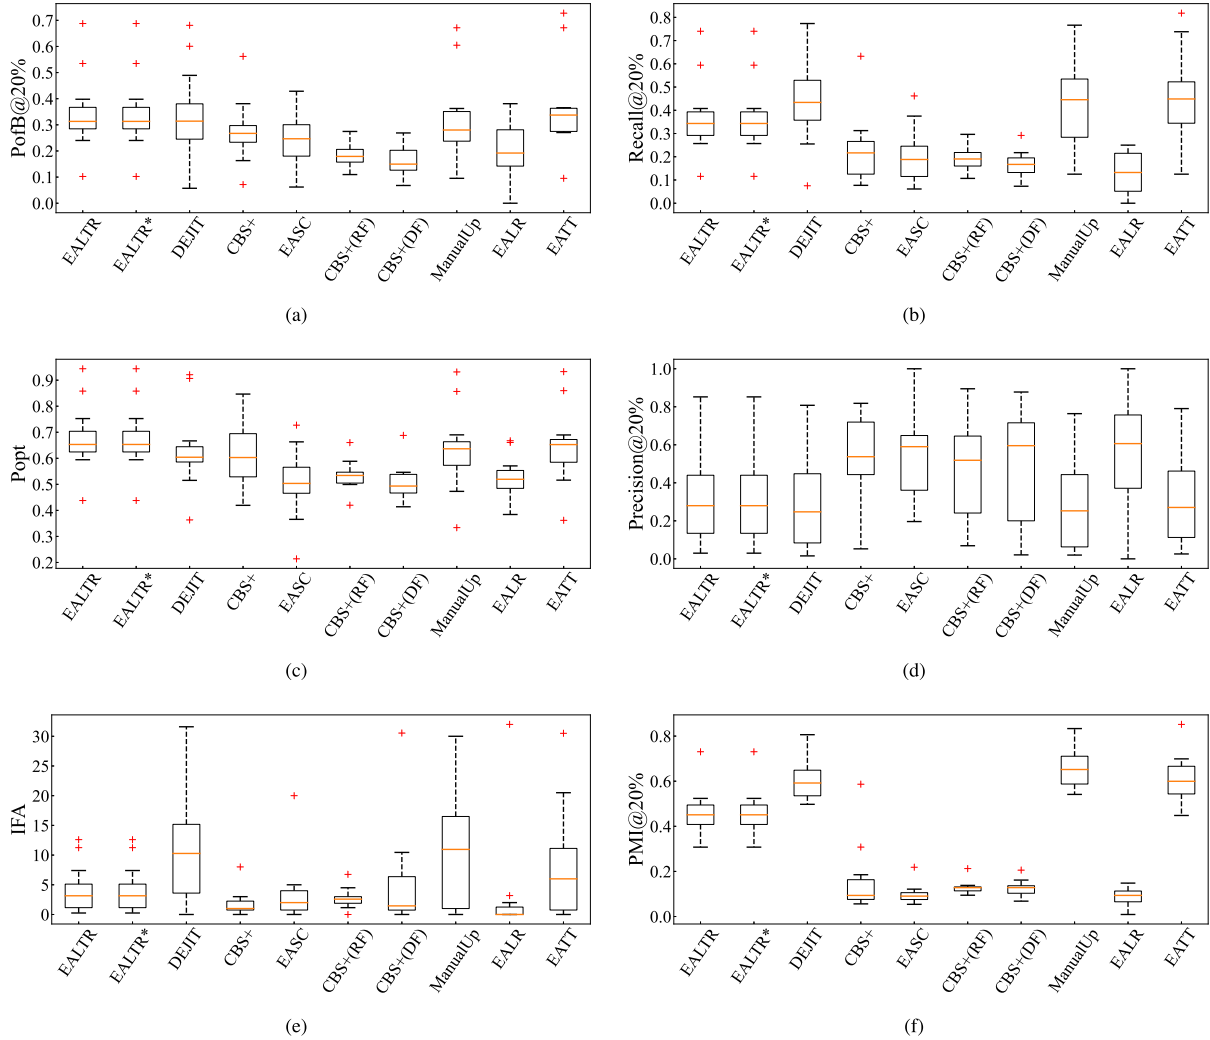 PofB@20%
0.7
0.6
0.5
0.4
0.3
0.2
0.1
0.0
EALTR EALTR* DEJIT CBS+ EASC CBS+(RF) CBS+(DF) ManualUp EALR EATT
(a)
Recall@20%
0.8
0.7
0.6
0.5
0.4
0.3
0.2
0.1
0.0
EALTR EALTR* DEJIT CBS+ EASC CBS+(RF) CBS+(DF) ManualUp EALR EATT
(b)
Popt
0.9
0.8
0.7
0.6
0.5
0.4
0.3
0.2
EALTR EALTR* DEJIT CBS+ EASC CBS+(RF) CBS+(DF) ManualUp EALR EATT
(c)
Precision@20%
1.0
0.8
0.6
0.4
0.2
0.0
EALTR EALTR* DEJIT CBS+ EASC CBS+(RF) CBS+(DF) ManualUp EALR EATT
(d)
IFA
30
25
20
15
10
5
0
EALTR EALTR* DEJIT CBS+ EASC CBS+(RF) CBS+(DF) ManualUp EALR EATT
(e)
PMI@20%
0.8
0.6
0.4
0.2
0.0
EALTR EALTR* DEJIT CBS+ EASC CBS+(RF) CBS+(DF) ManualUp EALR EATT
(f)